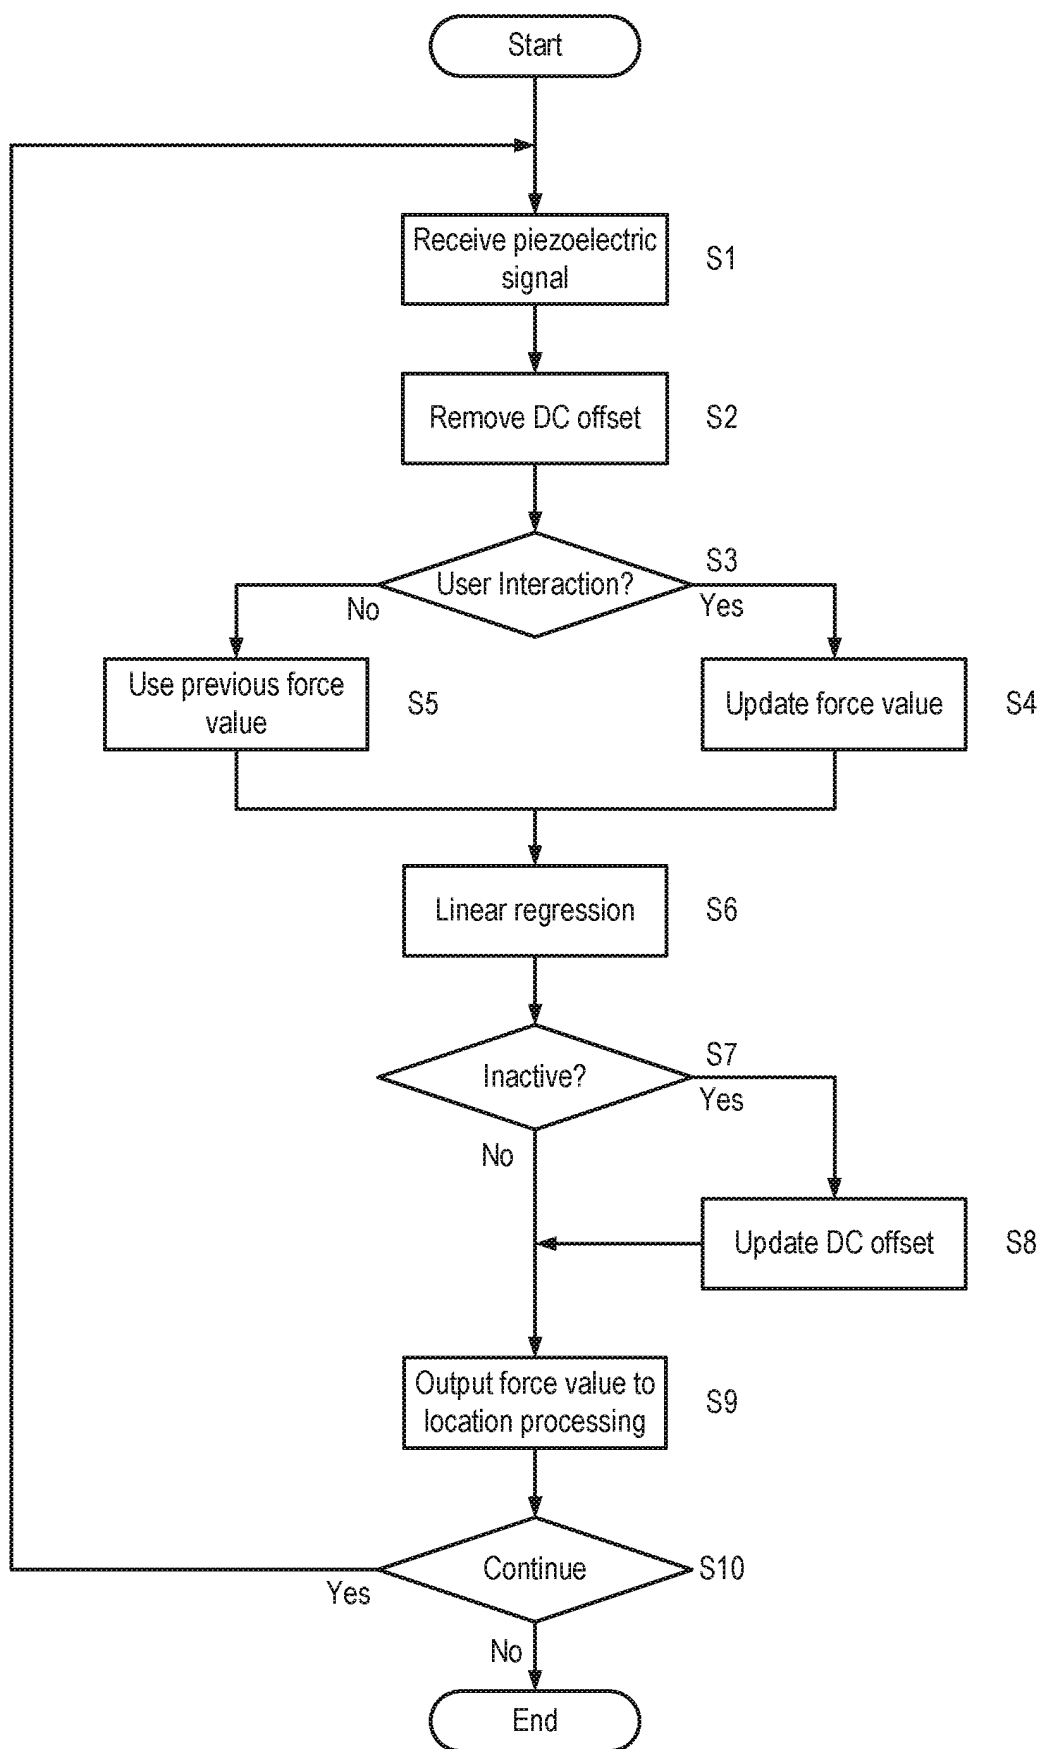 Start
Receive piezoelectric
signal
S1
Remove DC offset
S2
User Interaction?
S3
No
Yes
Use previous force
value
S5
Update force value
S4
Linear regression
S6
Inactive?
S7
Yes
No
Update DC offset
S8
Output force value to
location processing
S9
Continue
S10
Yes
No
End